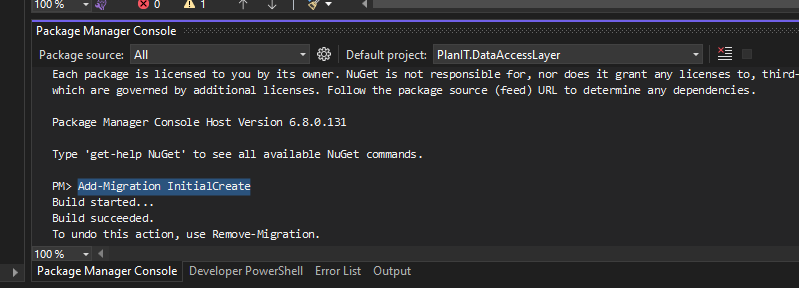 100 %
0
1
Package Manager Console
Package source: All
Default project: PlanIT.DataAccessLayer
Each package is licensed to you by its owner. NuGet is not responsible for, nor does it grant any licenses to, third-
which are governed by additional licenses. Follow the package source (feed) URL to determine any dependencies.
Package Manager Console Host Version 6.8.0.131
Type 'get-help NuGet' to see all available NuGet commands.
PM> Add-Migration InitialCreate
Build started...
Build succeeded.
To undo this action, use Remove-Migration.
100 %
Package Manager Console Developer PowerShell Error List Output